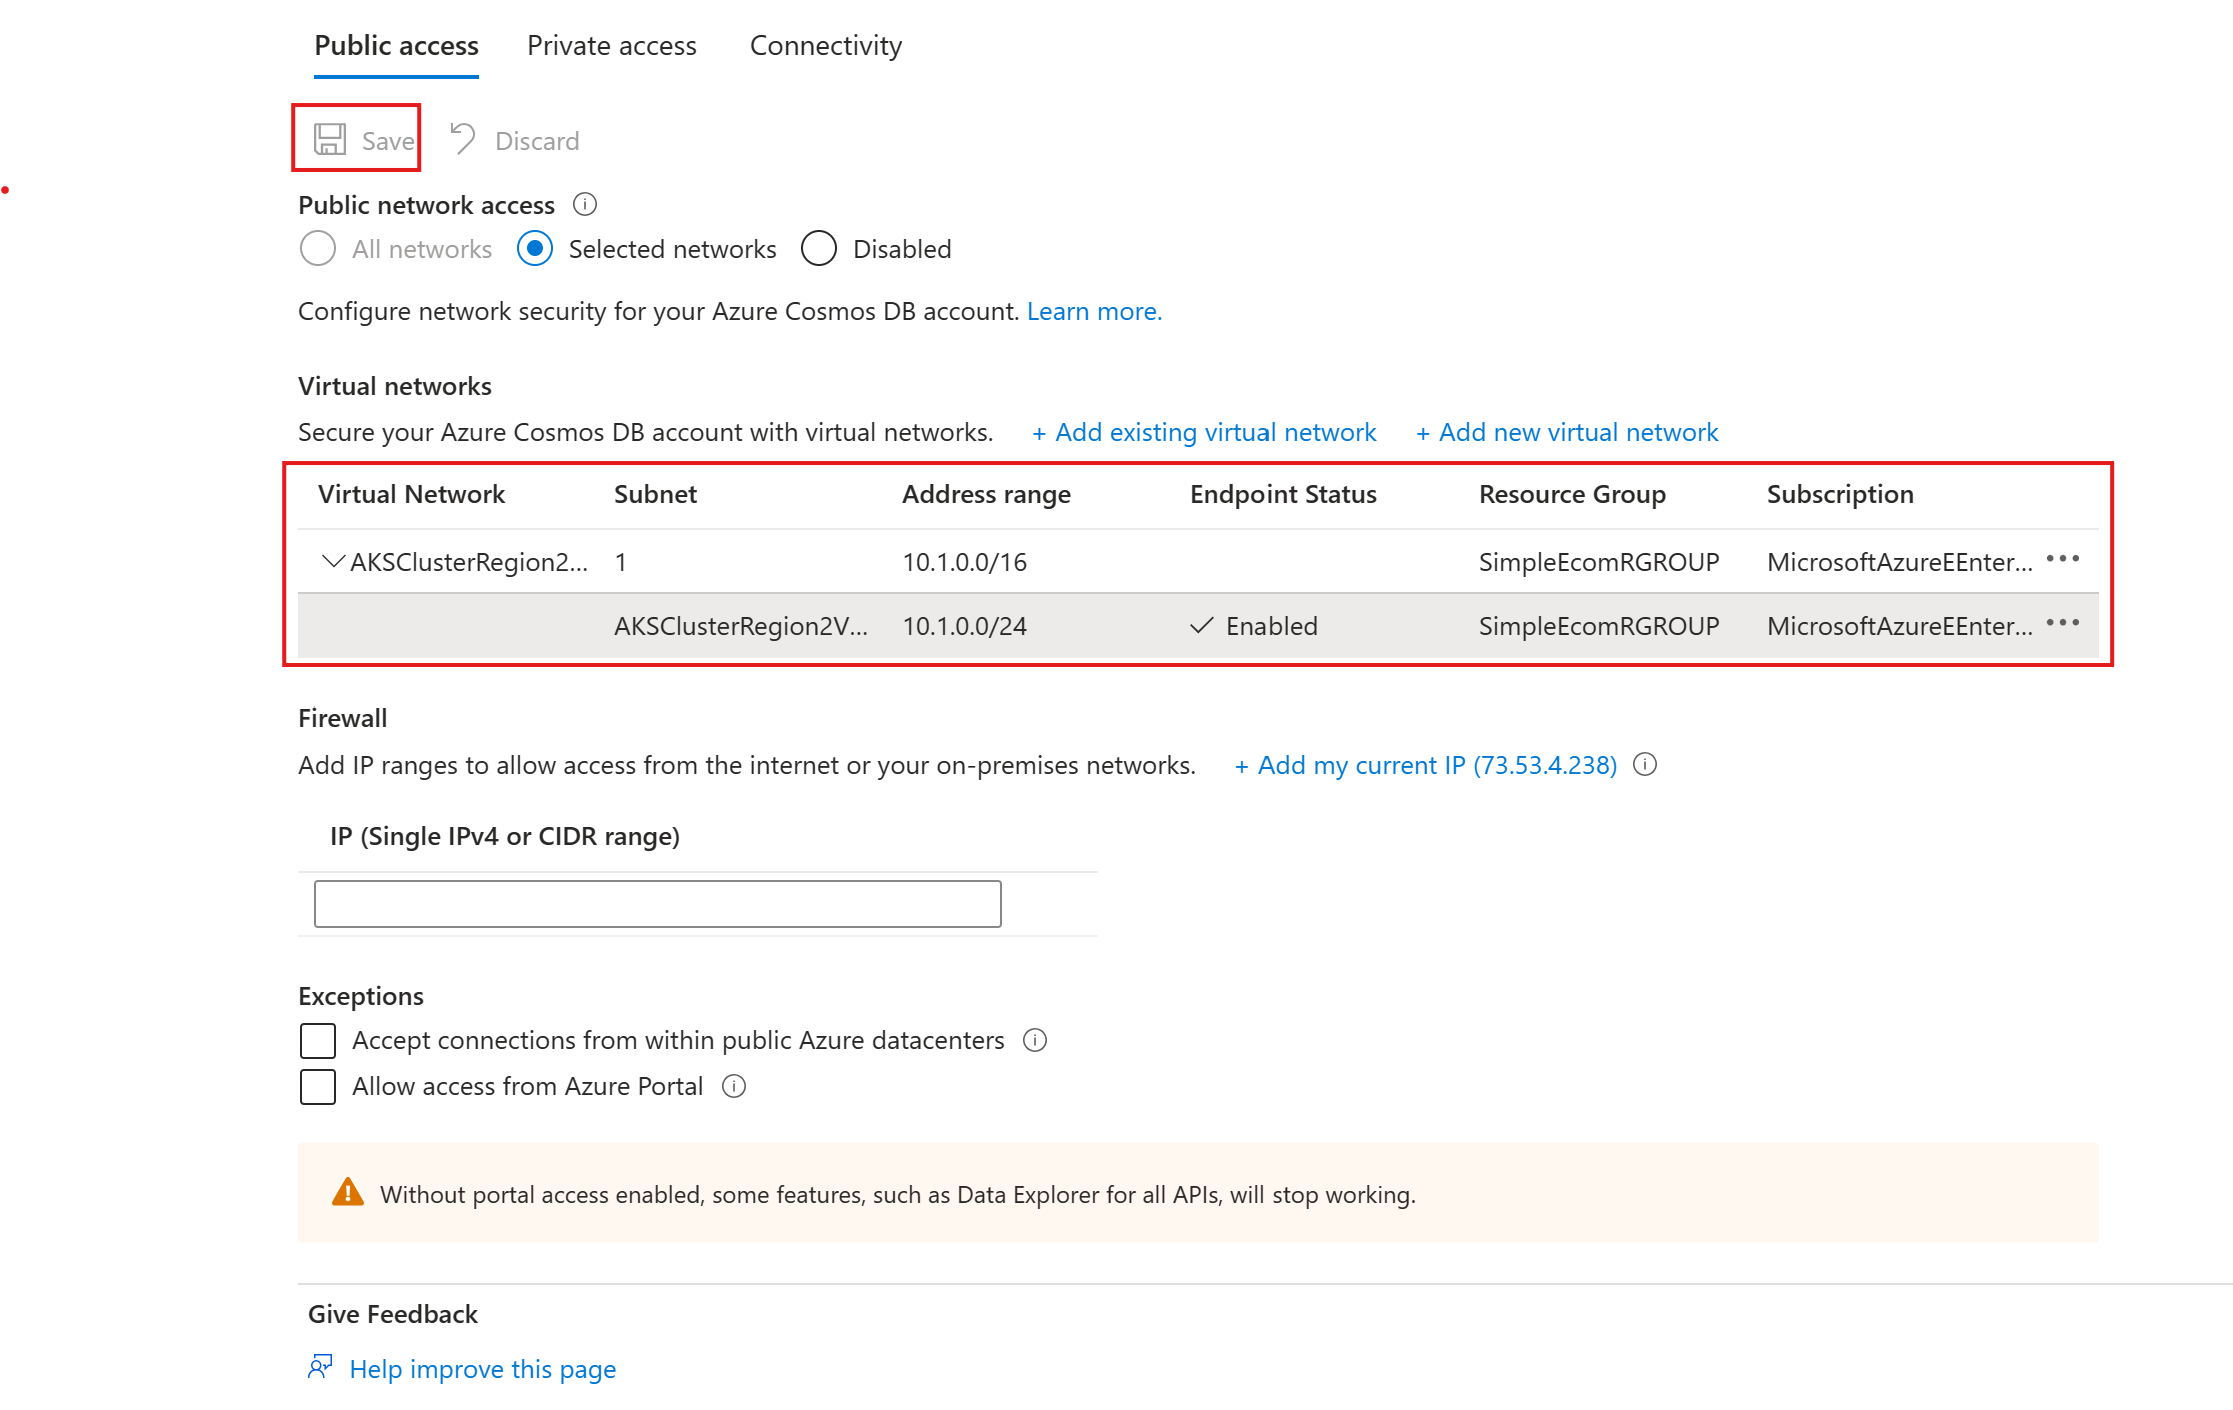 Public access Private access Connectivity
Save Discard
Public network access
All networks Selected networks Disabled
Configure network security for your Azure Cosmos DB account. Learn more.
Virtual networks
Secure your Azure Cosmos DB account with virtual networks. + Add existing virtual network + Add new virtual network
Virtual Network Subnet Address range Endpoint Status Resource Group Subscription
AKSClusterRegion2... 1 10.1.0.0/16 SimpleEcomRGROUP MicrosoftAzureEEnter... •••
AKSClusterRegion2V... 10.1.0.0/24 Enabled SimpleEcomRGROUP MicrosoftAzureEEnter... •••
Firewall
Add IP ranges to allow access from the internet or your on-premises networks. + Add my current IP (73.53.4.238)
IP (Single IPv4 or CIDR range)
Exceptions
Accept connections from within public Azure datacenters
Allow access from Azure Portal
Without portal access enabled, some features, such as Data Explorer for all APIs, will stop working.
Give Feedback
Help improve this page